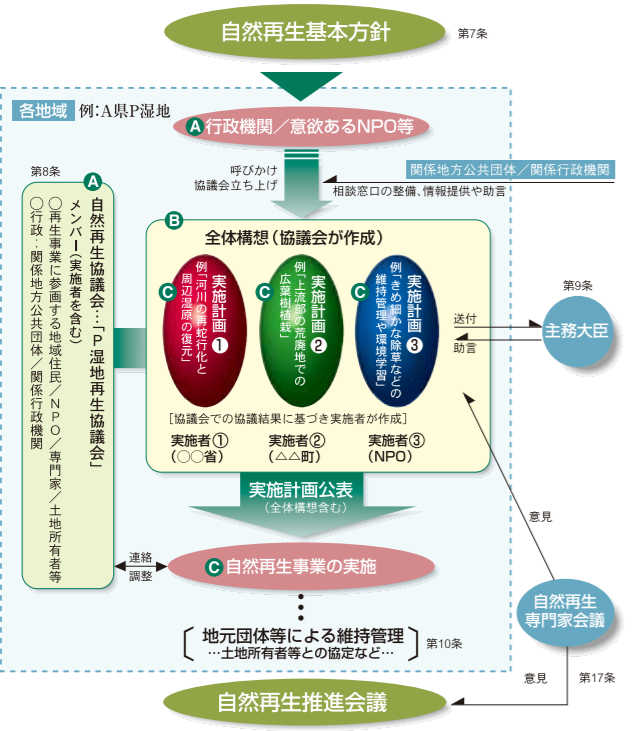 自然再生基本方針
第7条
各地域 例：A県P湿地
A 行政機関／意欲あるNPO等
呼びかけ
協議会立ち上げ
関係地方公共団体／関係行政機関
相談窓口の整備、情報提供や助言
第8条
A
自然再生協議会…「P湿地再生協議会」
メンバー（実施者を含む）
○再生事業に参画する地域住民／NPO／専門家／土地所有者等
○行政：関係地方公共団体／関係行政機関
B
全体構想（協議会が作成）
C
実施計画❶
例「河川の再蛇行化と
周辺湿原の復元」
C
実施計画❷
例「上流部の荒廃地での
広葉樹植栽」
C
実施計画❸
例「きめ細かな除草などの
維持管理や環境学習」
［協議会での協議結果に基づき実施者が作成］
実施者①
（○○省）
実施者②
（△△町）
実施者③
（NPO）
第9条
送付
助言
主務大臣
実施計画公表
（全体構想含む）
意見
連絡
調整
C 自然再生事業の実施
自然再生
専門家会議
地元団体等による維持管理
…土地所有者等との協定など…
第10条
意見
第17条
自然再生推進会議